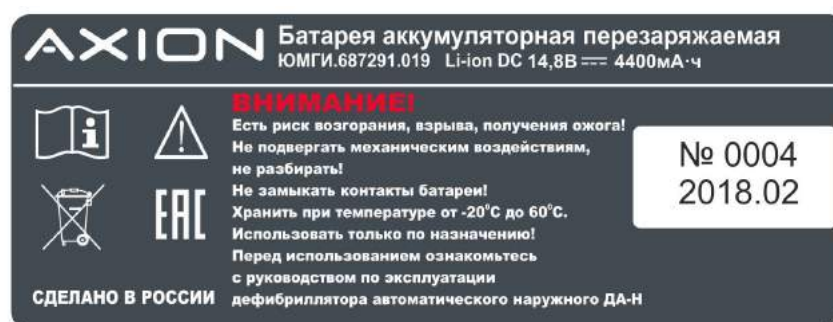 AXION
Батарея аккумуляторная перезаряжаемая
ЮМГИ.687291.019 Li-ion DC 14,8В 4400мА·ч
ВНИМАНИЕ!
Есть риск возгорания, взрыва, получения ожога!
Не подвергать механическим воздействиям,
не разбирать!
Не замыкать контакты батареи!
Хранить при температуре от -20°С до 60°С.
Использовать только по назначению!
Перед использованием ознакомьтесь
с руководством по эксплуатации
дефибриллятора автоматического наружного ДА-Н
№ 0004
2018.02
EAC
СДЕЛАНО В РОССИИ